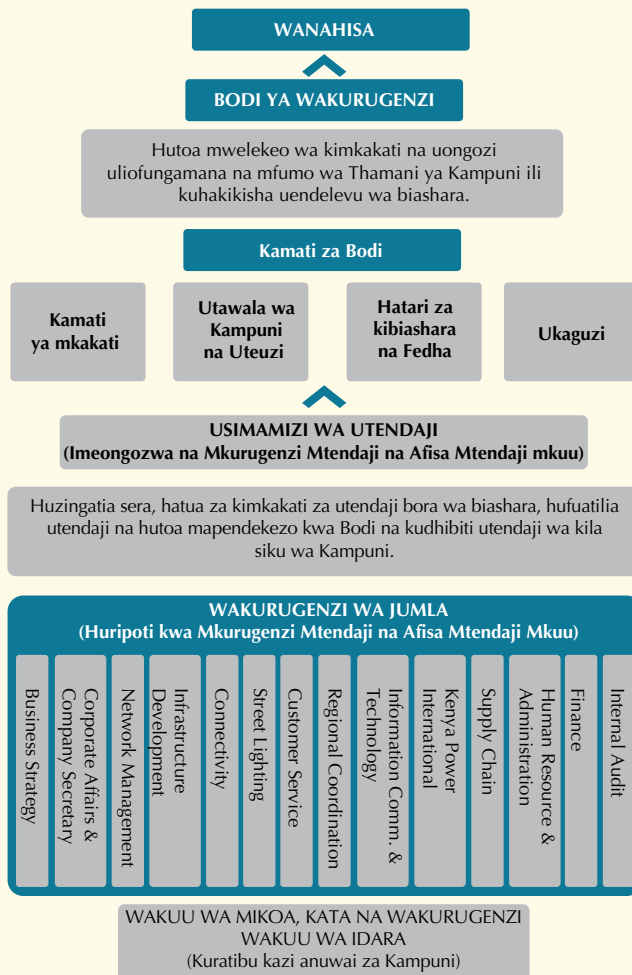 WANAHISA
BODI YA WAKURUGENZI
Hutoa mwelekeo wa kimkakati na uongozi
uliofungamana na mfumo wa Thamani ya Kampuni ili
kuhakikisha uendelevu wa biashara.
Kamati za Bodi
Kamati
ya mkakati
Utawala wa
Kampuni
na Uteuzi
Hatari za
kibiashara
na Fedha
Ukaguzi
USIMAMIZI WA UTENDAJI
(Imeongozwa na Mkurugenzi Mtendaji na Afisa Mtendaji mkuu)
Huzingatia sera, hatua za kimkakati za utendaji bora wa biashara, hufuatilia
utendaji na hutoa mapendekezo kwa Bodi na kudhibiti utendaji wa kila
siku wa Kampuni.
WAKURUGENZI WA JUMLA
(Huripoti kwa Mkurugenzi Mtendaji na Afisa Mtendaji Mkuu)
Business Strategy
Corporate Affairs &
Company Secretary
Network Management
Infrastructure
Development
Connectivity
Street Lighting
Customer Service
Regional Coordination
Information Comm. &
Technology
Kenya Power
International
Supply Chain
Human Resource &
Administration
Finance
Internal Audit
WAKUU WA MIKOA, KATA NA WAKURUGENZI
WAKUU WA IDARA
(Kuratibu kazi anuwai za Kampuni)